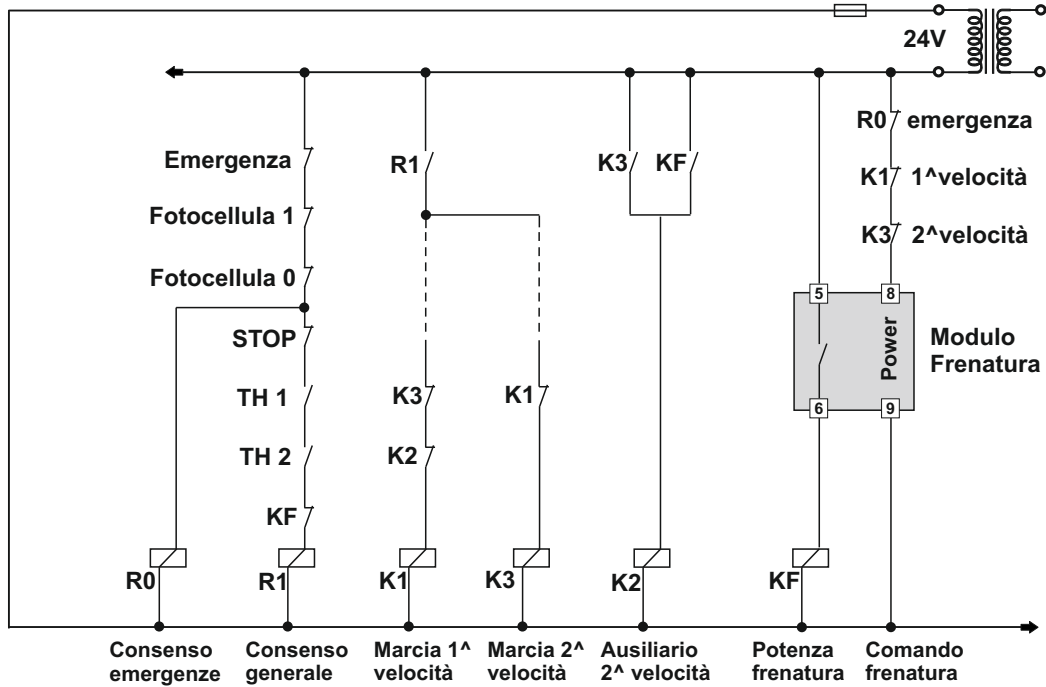 24V
R0 emergenza
Emergenza
R1
K3
KF
K1 1^velocità
Fotocellula 1
K3 2^velocità
Fotocellula 0
5
8
STOP
Power
Modulo
Frenatura
TH 1
K3
K1
6
9
TH 2
K2
KF
R0
R1
K1
K3
K2
KF
Consenso
emergenze
Consenso
generale
Marcia 1^
velocità
Marcia 2^
velocità
Ausiliario
2^ velocità
Potenza
frenatura
Comando
frenatura